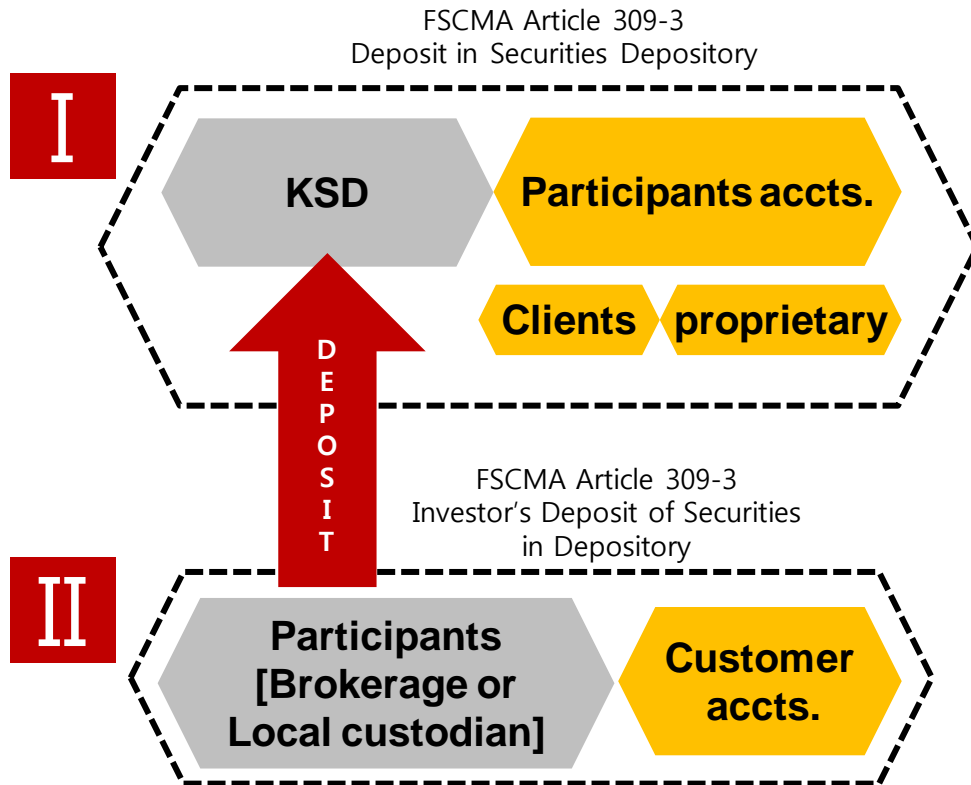 FSCMA Article 309-3
Deposit in Securities Depository
I
KSD
Participants accts.
Clients
proprietary
DEPOSIT
FSCMA Article 309-3
Investor's Deposit of Securities
in Depository
II
Participants
[Brokerage or
Local custodian]
Customer
accts.